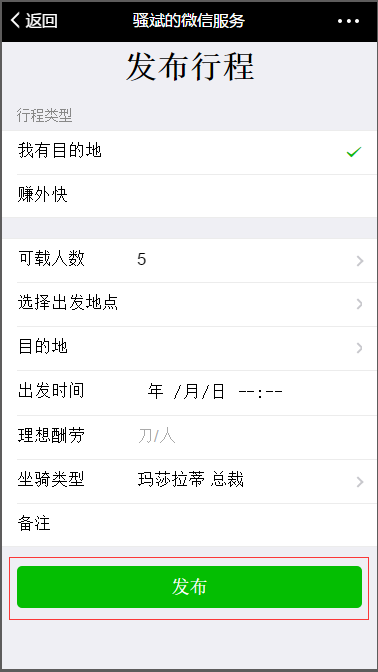 返回 骚斌的微信服务
发布行程
行程类型
我有目的地
赚外快
可载人数 5
选择出发地点
目的地
出发时间 年 /月/日 --:--
理想酬劳 刀/人
坐骑类型 玛莎拉蒂 总裁
备注
发布